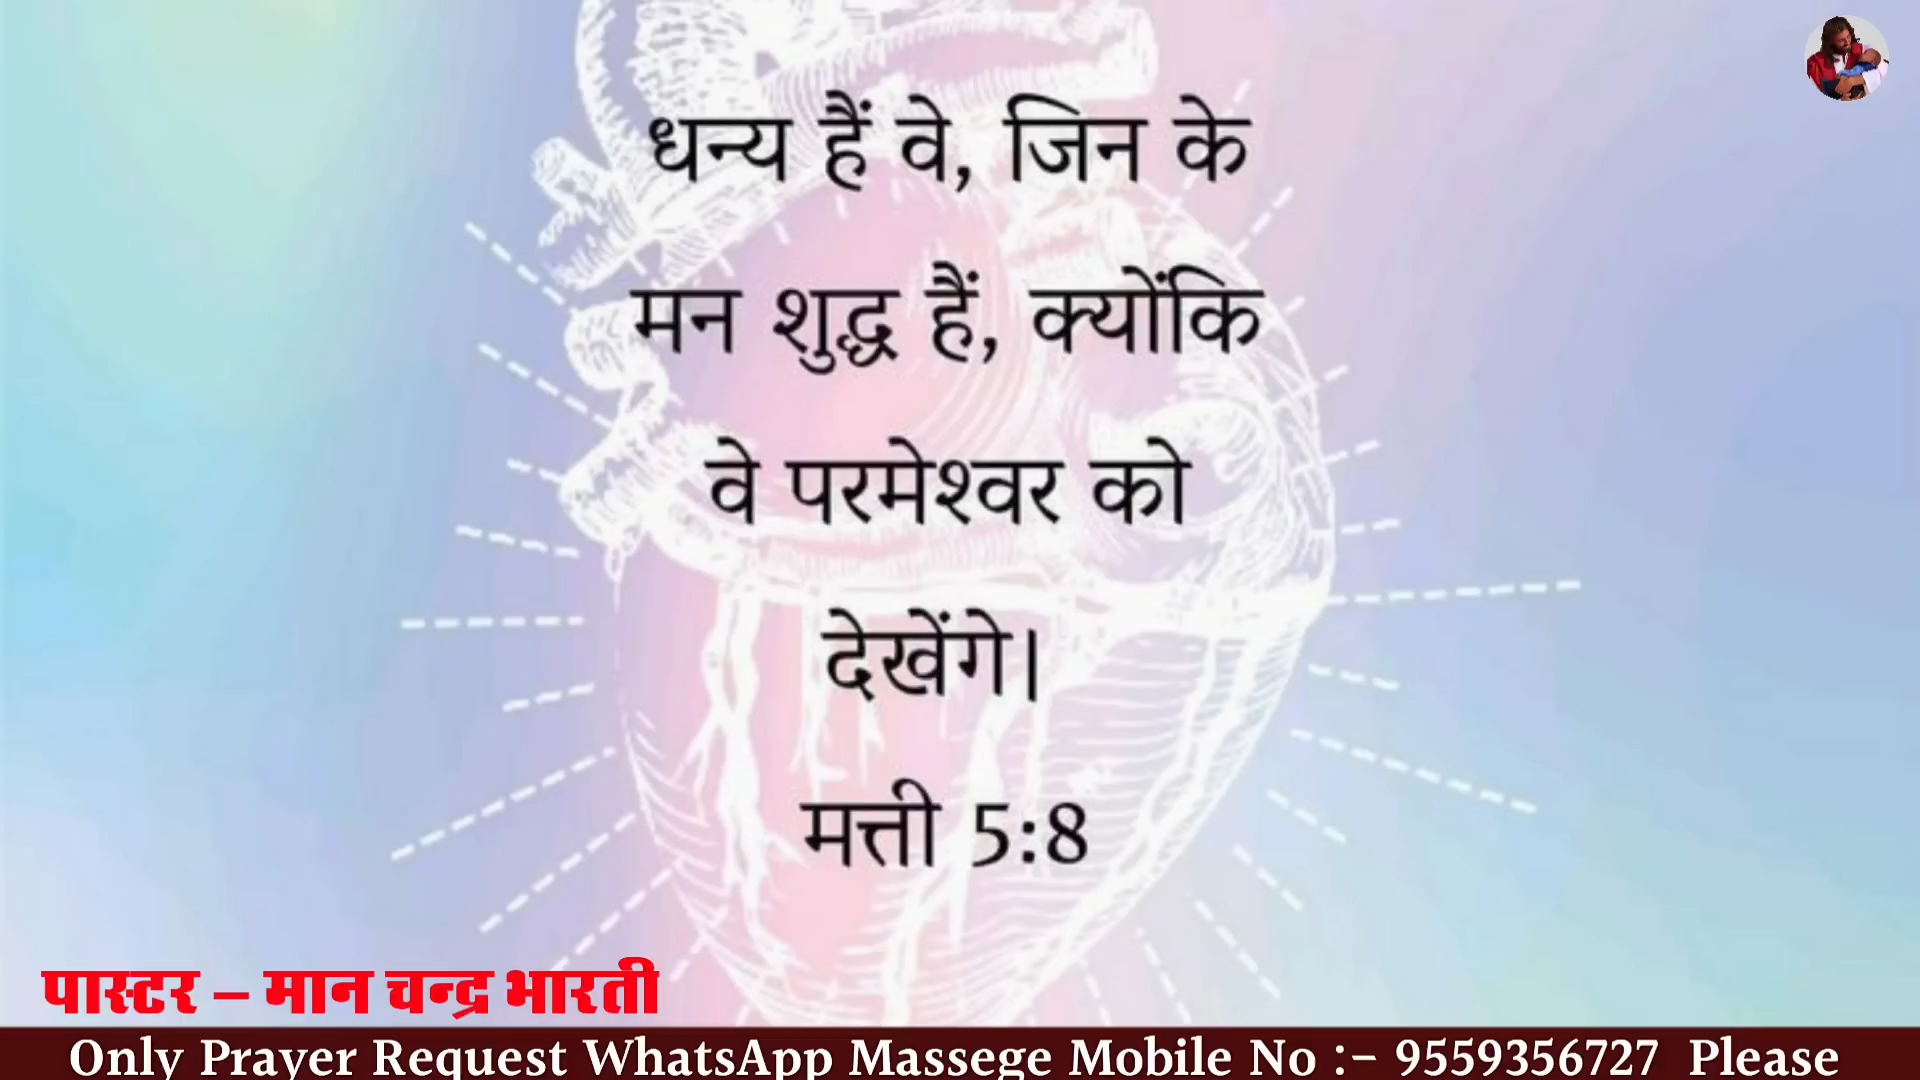 धन्य हैं वे, जिन के
मन शुद्ध हैं, क्योंकि
वे परमेश्वर को
देखेंगे।
मत्ती 5:8
पास्टर – मान चन्द्र भारती
Only Prayer Request WhatsApp Massege Mobile No :- 9559356727 Please